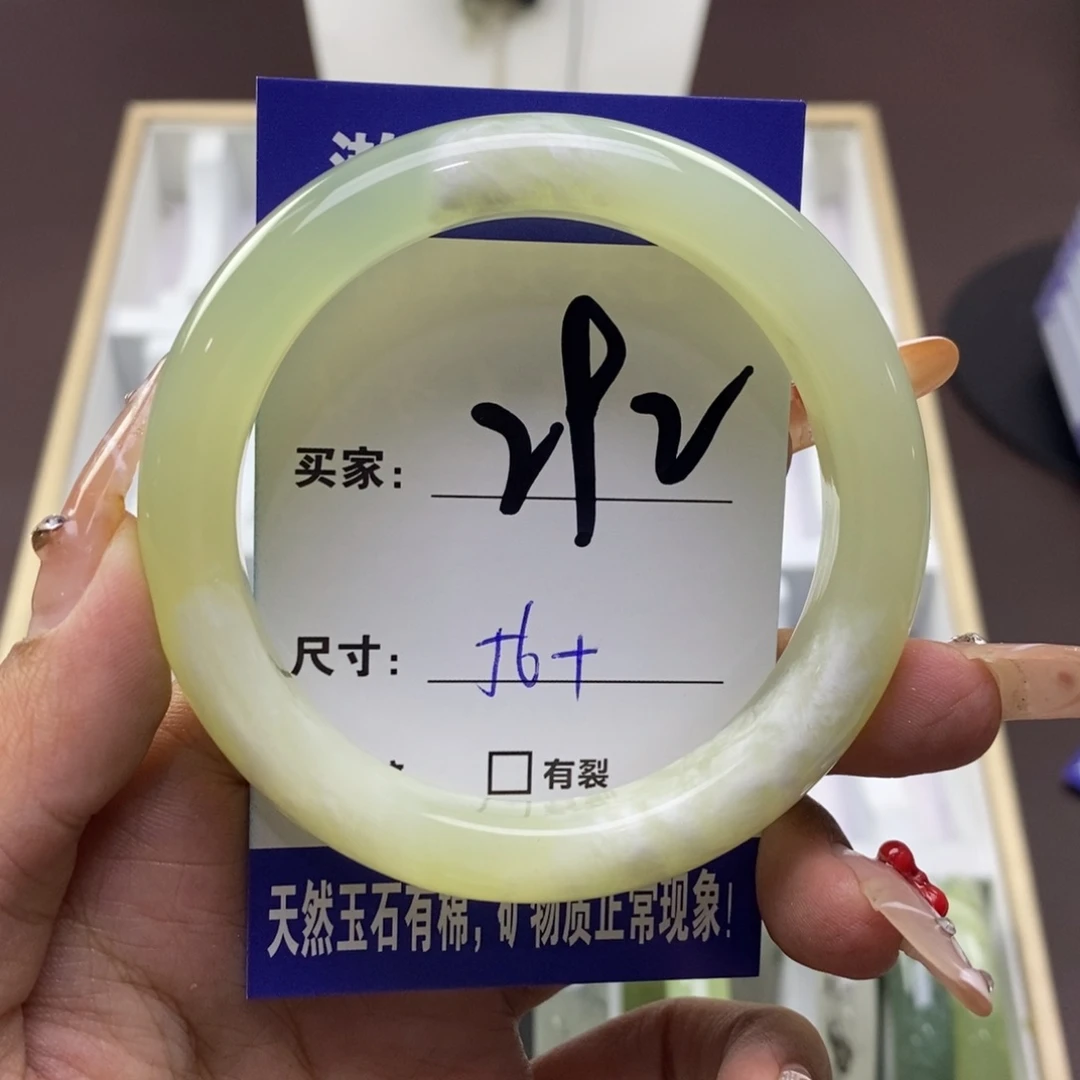 买家：
尺寸： 56+
□ 有裂
天然玉石有棉，矿物质正常现象！